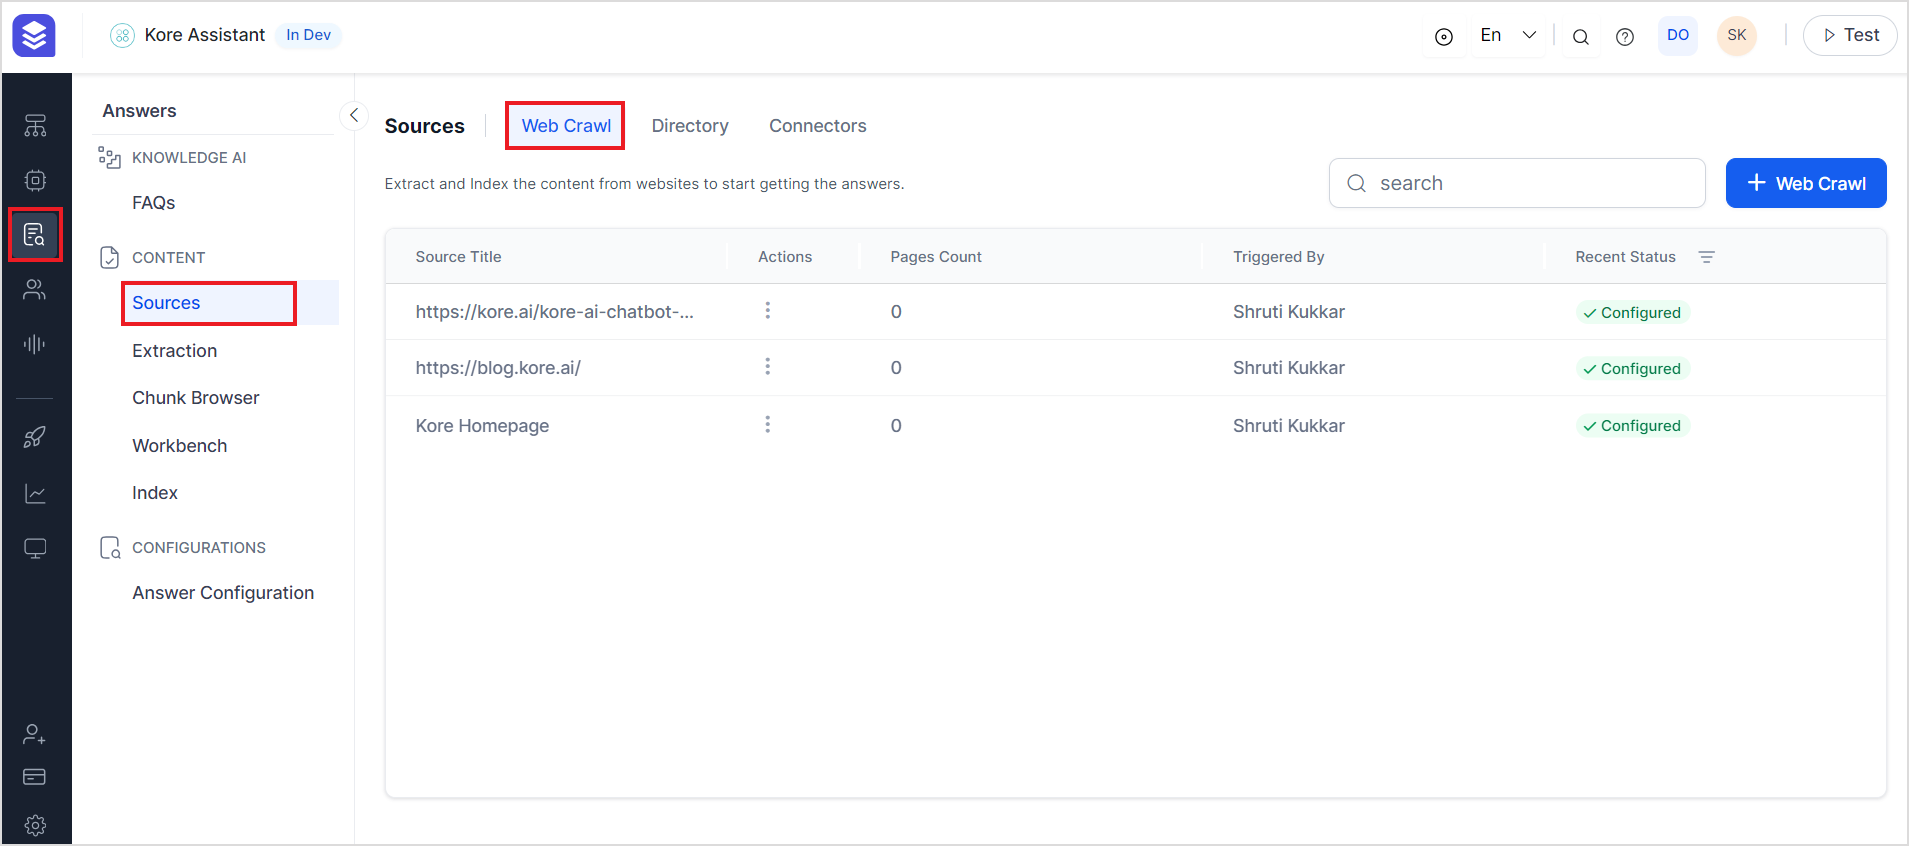 Kore Assistant In Dev En DO SK Test
Answers
KNOWLEDGE AI
FAQs
CONTENT
Sources
Extraction
Chunk Browser
Workbench
Index
CONFIGURATIONS
Answer Configuration
Sources Web Crawl Directory Connectors
Extract and Index the content from websites to start getting the answers.
search
Web Crawl
Source Title Actions Pages Count Triggered By Recent Status
https://kore.ai/kore-ai-chatbot-... 0 Shruti Kukkar Configured
https://blog.kore.ai/ 0 Shruti Kukkar Configured
Kore Homepage 0 Shruti Kukkar Configured